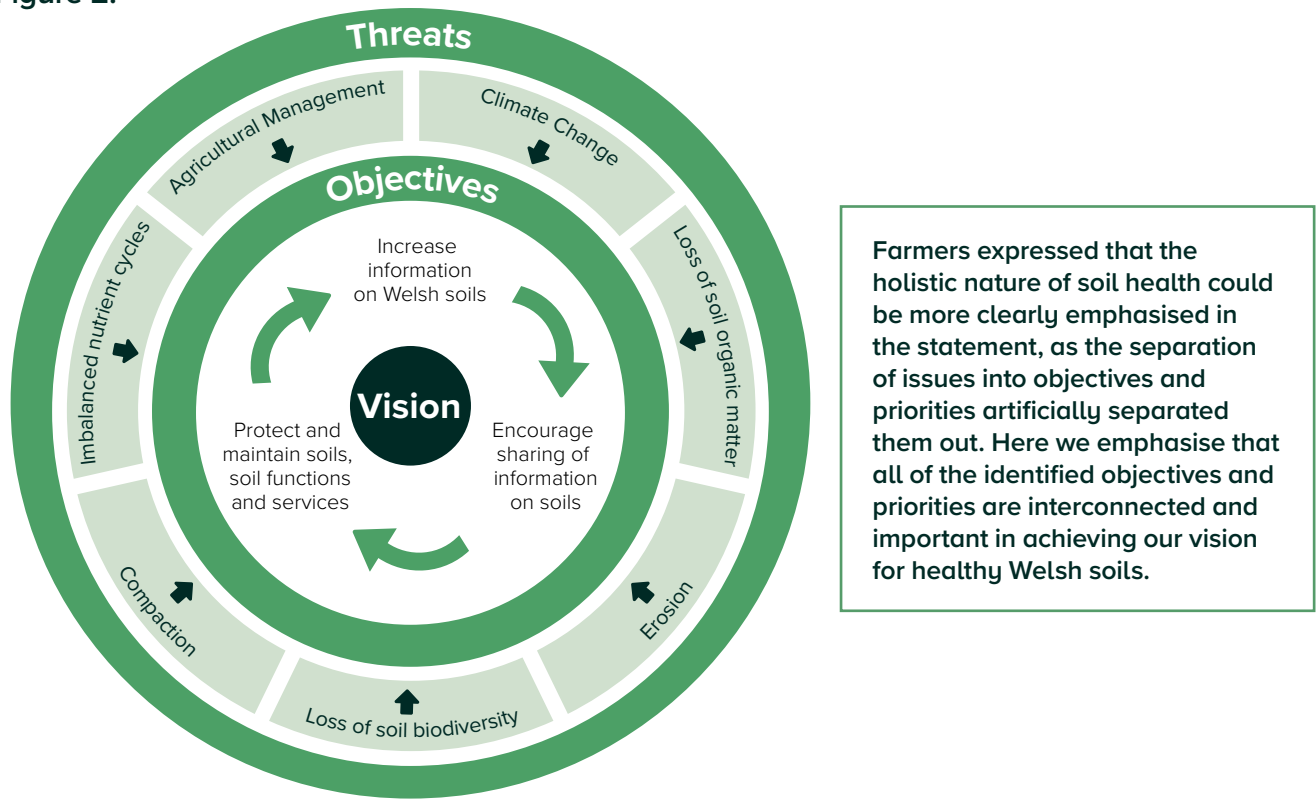 Figure 2.
Threats
Agricultural Management
Climate Change
Loss of soil organic matter
Erosion
Loss of soil biodiversity
Compaction
Imbalanced nutrient cycles
Objectives
Increase
information
on Welsh soils
Encourage
sharing of
information
on soils
Protect and
maintain soils,
soil functions
and services
Vision
Farmers expressed that the
holistic nature of soil health could
be more clearly emphasised in
the statement, as the separation
of issues into objectives and
priorities artificially separated
them out. Here we emphasise that
all of the identified objectives and
priorities are interconnected and
important in achieving our vision
for healthy Welsh soils.